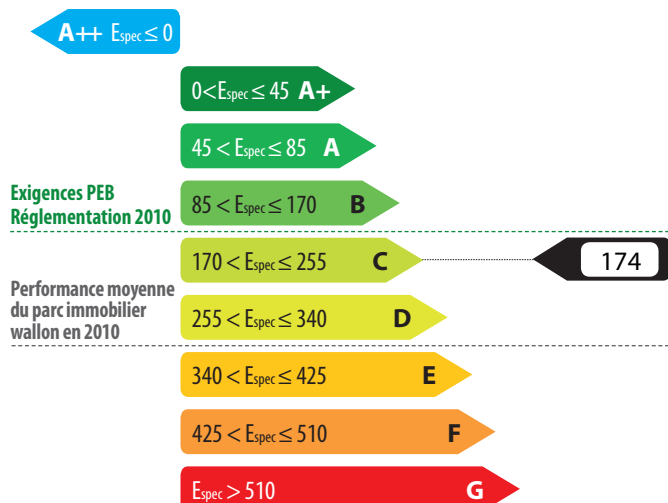 A++ Espec ≤ 0
0<Espec ≤ 45 A+
45 < Espec ≤ 85 A
Exigences PEB
Réglementation 2010
85 < Espec ≤ 170 B
170 < Espec ≤ 255 C
174
Performance moyenne
du parc immobilier
wallon en 2010
255 < Espec ≤ 340 D
340 < Espec ≤ 425 E
425 < Espec ≤ 510 F
Espec > 510 G